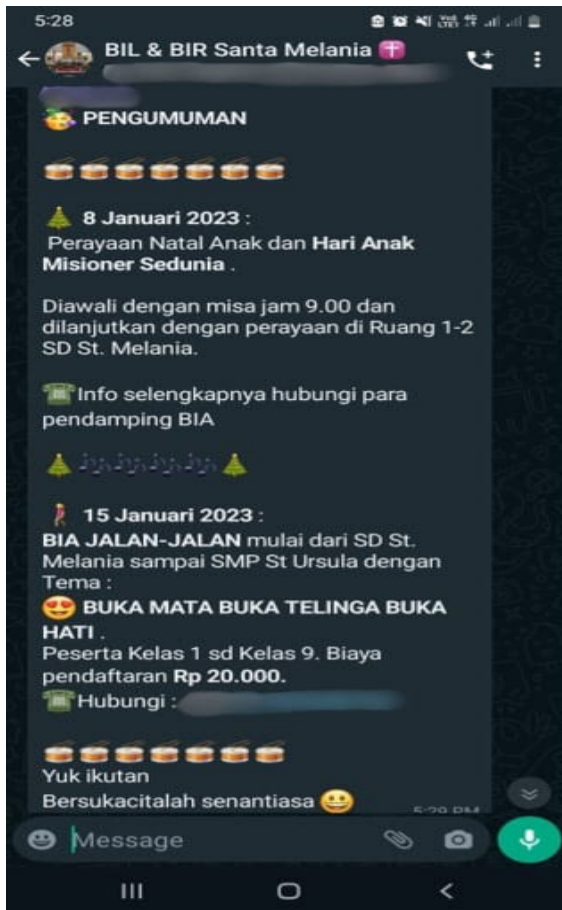 5:28
BIL & BIR Santa Melania
PENGUMUMAN
8 Januari 2023 :
Perayaan Natal Anak dan Hari Anak
Misioner Sedunia .
Diawali dengan misa jam 9.00 dan
dilanjutkan dengan perayaan di Ruang 1-2
SD St. Melania.
Info selengkapnya hubungi para
pendamping BIA
15 Januari 2023 :
BIA JALAN-JALAN mulai dari SD St.
Melania sampai SMP St Ursula dengan
Tema :
BUKA MATA BUKA TELINGA BUKA
HATI .
Peserta Kelas 1 sd Kelas 9. Biaya
pendaftaran Rp 20.000.
Hubungi :
Yuk ikutan
Bersukacitalah senantiasa
5:29 PM
Message